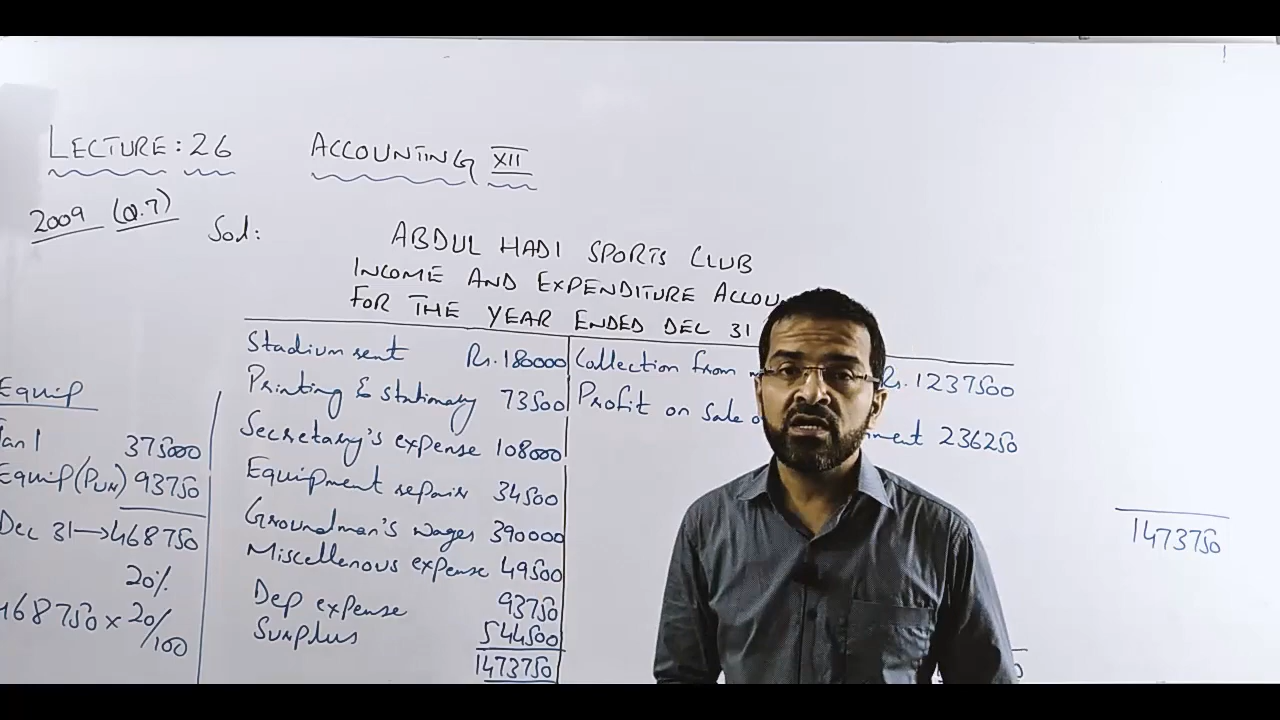 LECTURE: 26 ACCOUNTING XII
2009 (Q.7) Sol:
ABDUL HADI SPORTS CLUB
INCOME AND EXPENDITURE
FOR THE YEAR ENDED DEC 31
Stadium rent Rs. 180000 Collection from Rs. 1237500
Printing & stationary 73500 Profit on sale 236250
Secretary's expense 108000
Equipment repair 34500
Groundman's wages 390000
Miscellenous expense 49500
Dep expense 93750
Surplus 544500
1473750
Equip
Jan 1 375000
Equip (Pur) 93750
Dec 31→468750
20%
468750 × 20/100
1473750